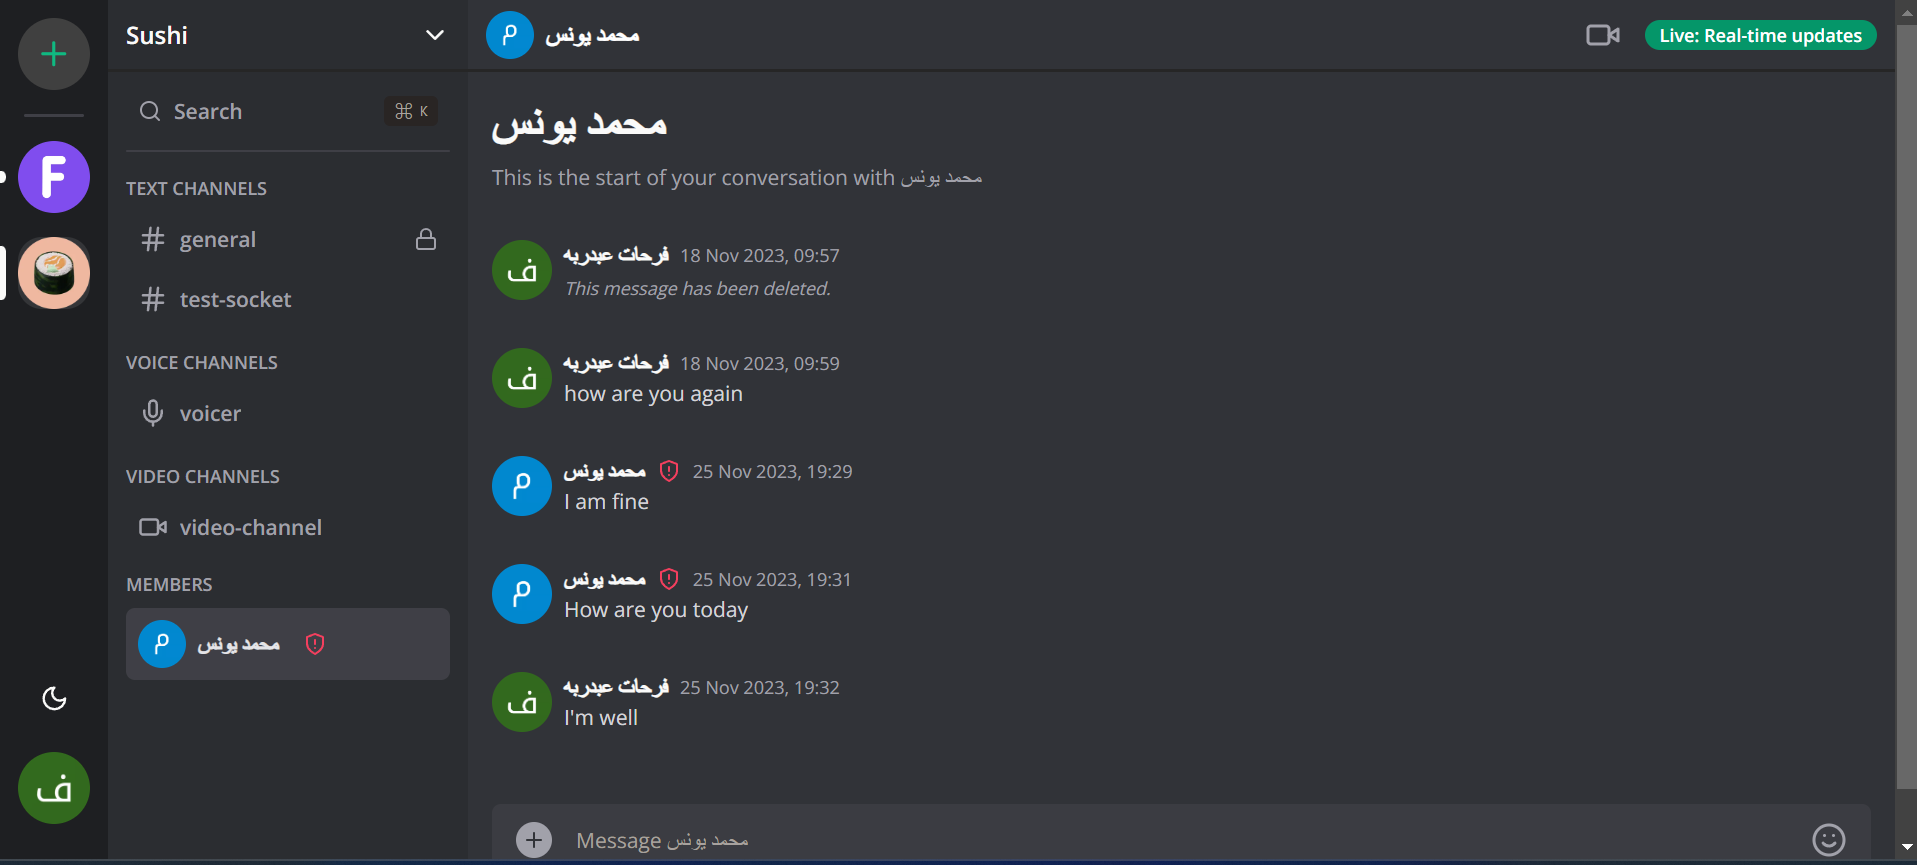 Sushi
Search
⌘ K
TEXT CHANNELS
general
test-socket
VOICE CHANNELS
voicer
VIDEO CHANNELS
video-channel
MEMBERS
م محمد يونس
F
ف
م محمد يونس
Live: Real-time updates
محمد يونس
This is the start of your conversation with محمد يونس
ف فرحات عبدربه 18 Nov 2023, 09:57
This message has been deleted.
ف فرحات عبدربه 18 Nov 2023, 09:59
how are you again
م محمد يونس 25 Nov 2023, 19:29
I am fine
م محمد يونس 25 Nov 2023, 19:31
How are you today
ف فرحات عبدربه 25 Nov 2023, 19:32
I'm well
Message محمد يونس